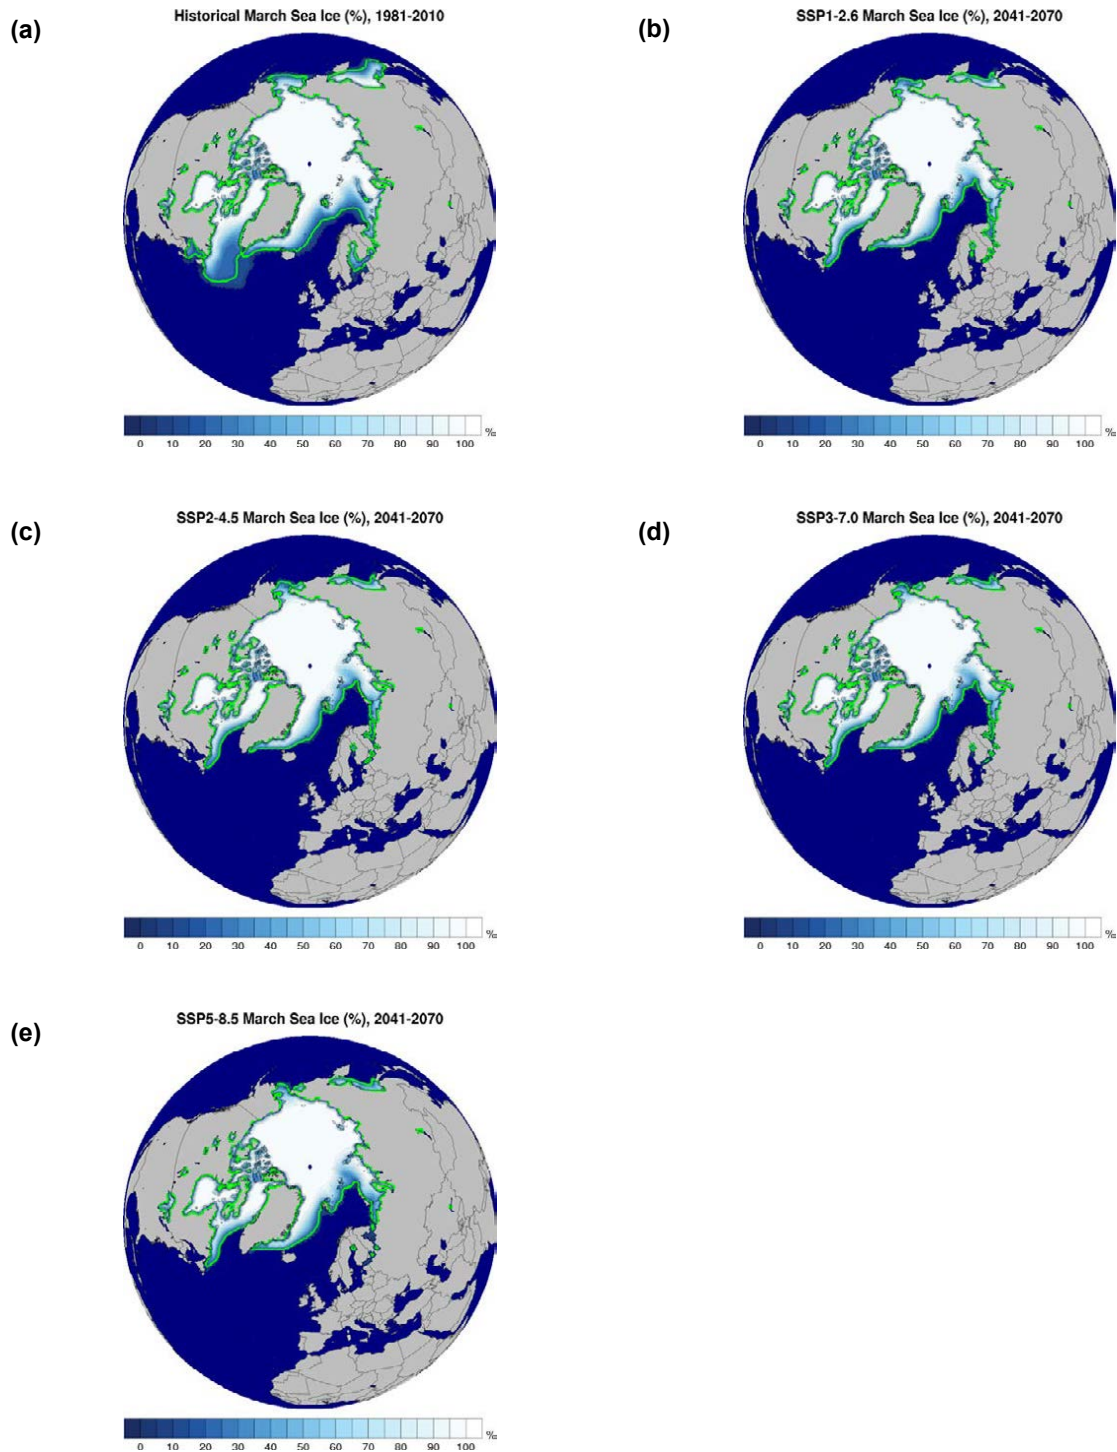 (a)
Historical March Sea Ice (%), 1981-2010
0 10 20 30 40 50 60 70 80 90 100 %
(b)
SSP1-2.6 March Sea Ice (%), 2041-2070
0 10 20 30 40 50 60 70 80 90 100 %
(c)
SSP2-4.5 March Sea Ice (%), 2041-2070
0 10 20 30 40 50 60 70 80 90 100 %
(d)
SSP3-7.0 March Sea Ice (%), 2041-2070
0 10 20 30 40 50 60 70 80 90 100 %
(e)
SSP5-8.5 March Sea Ice (%), 2041-2070
0 10 20 30 40 50 60 70 80 90 100 %